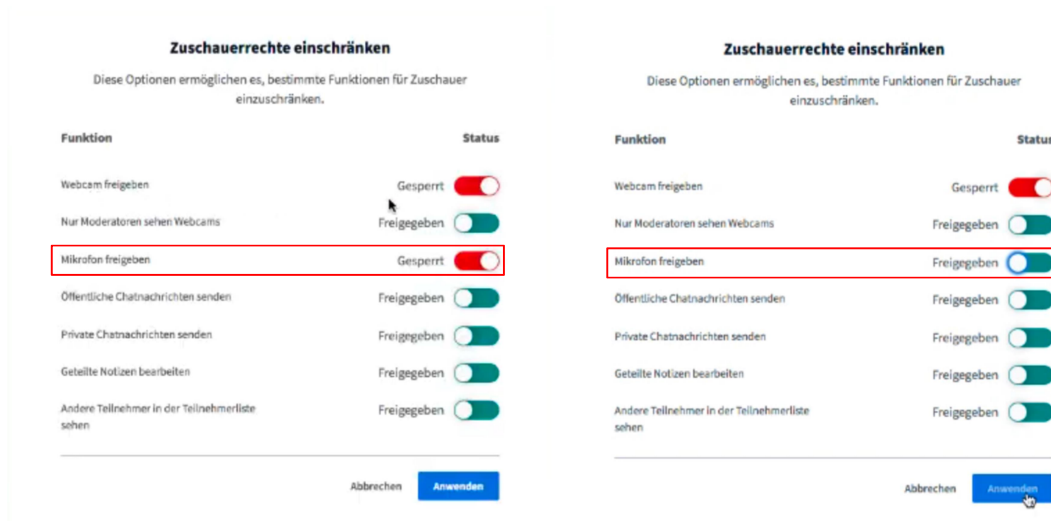 Zuschauerrechte einschränken
Diese Optionen ermöglichen es, bestimmte Funktionen für Zuschauer
einzuschränken.
Funktion Status
Webcam freigeben Gesperrt
Nur Moderatoren sehen Webcams Freigegeben
Mikrofon freigeben Gesperrt
Öffentliche Chatnachrichten senden Freigegeben
Private Chatnachrichten senden Freigegeben
Geteilte Notizen bearbeiten Freigegeben
Andere Teilnehmer in der Teilnehmerliste
sehen Freigegeben
Abbrechen Anwenden
Zuschauerrechte einschränken
Diese Optionen ermöglichen es, bestimmte Funktionen für Zuschauer
einzuschränken.
Funktion Status
Webcam freigeben Gesperrt
Nur Moderatoren sehen Webcams Freigegeben
Mikrofon freigeben Freigegeben
Öffentliche Chatnachrichten senden Freigegeben
Private Chatnachrichten senden Freigegeben
Geteilte Notizen bearbeiten Freigegeben
Andere Teilnehmer in der Teilnehmerliste
sehen Freigegeben
Abbrechen Anwenden